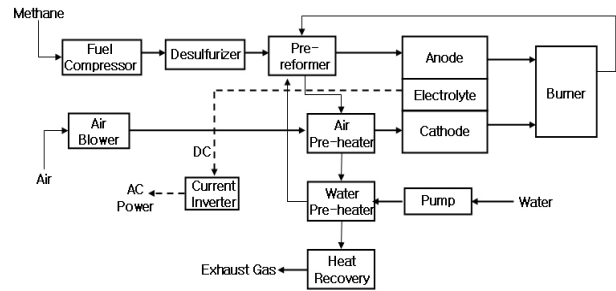 Methane
Fuel
Compressor
Desulfurizer
Pre-
reformer
Anode
Electrolyte
Cathode
Burner
Air
Blower
Air
Pre-heater
Air
DC
AC
Power
Current
Inverter
Water
Pre-heater
Pump
Water
Exhaust Gas
Heat
Recovery